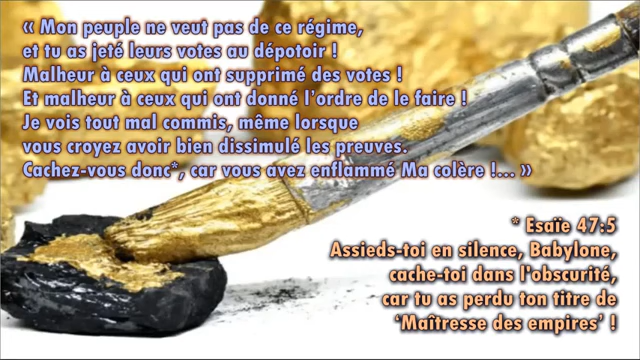 « Mon peuple ne veut pas de ce régime,
et tu as jeté leurs votes au dépotoir !
Malheur à ceux qui ont supprimé des votes !
Et malheur à ceux qui ont donné l'ordre de le faire !
Je vois tout mal commis, même lorsque
vous croyez avoir bien dissimulé les preuves.
Cachez-vous donc*, car vous avez enflammé Ma colère !... »
* Esaïe 47:5
Assieds-toi en silence, Babylone,
cache-toi dans l'obscurité,
car tu as perdu ton titre de
‘Maîtresse des empires’ !